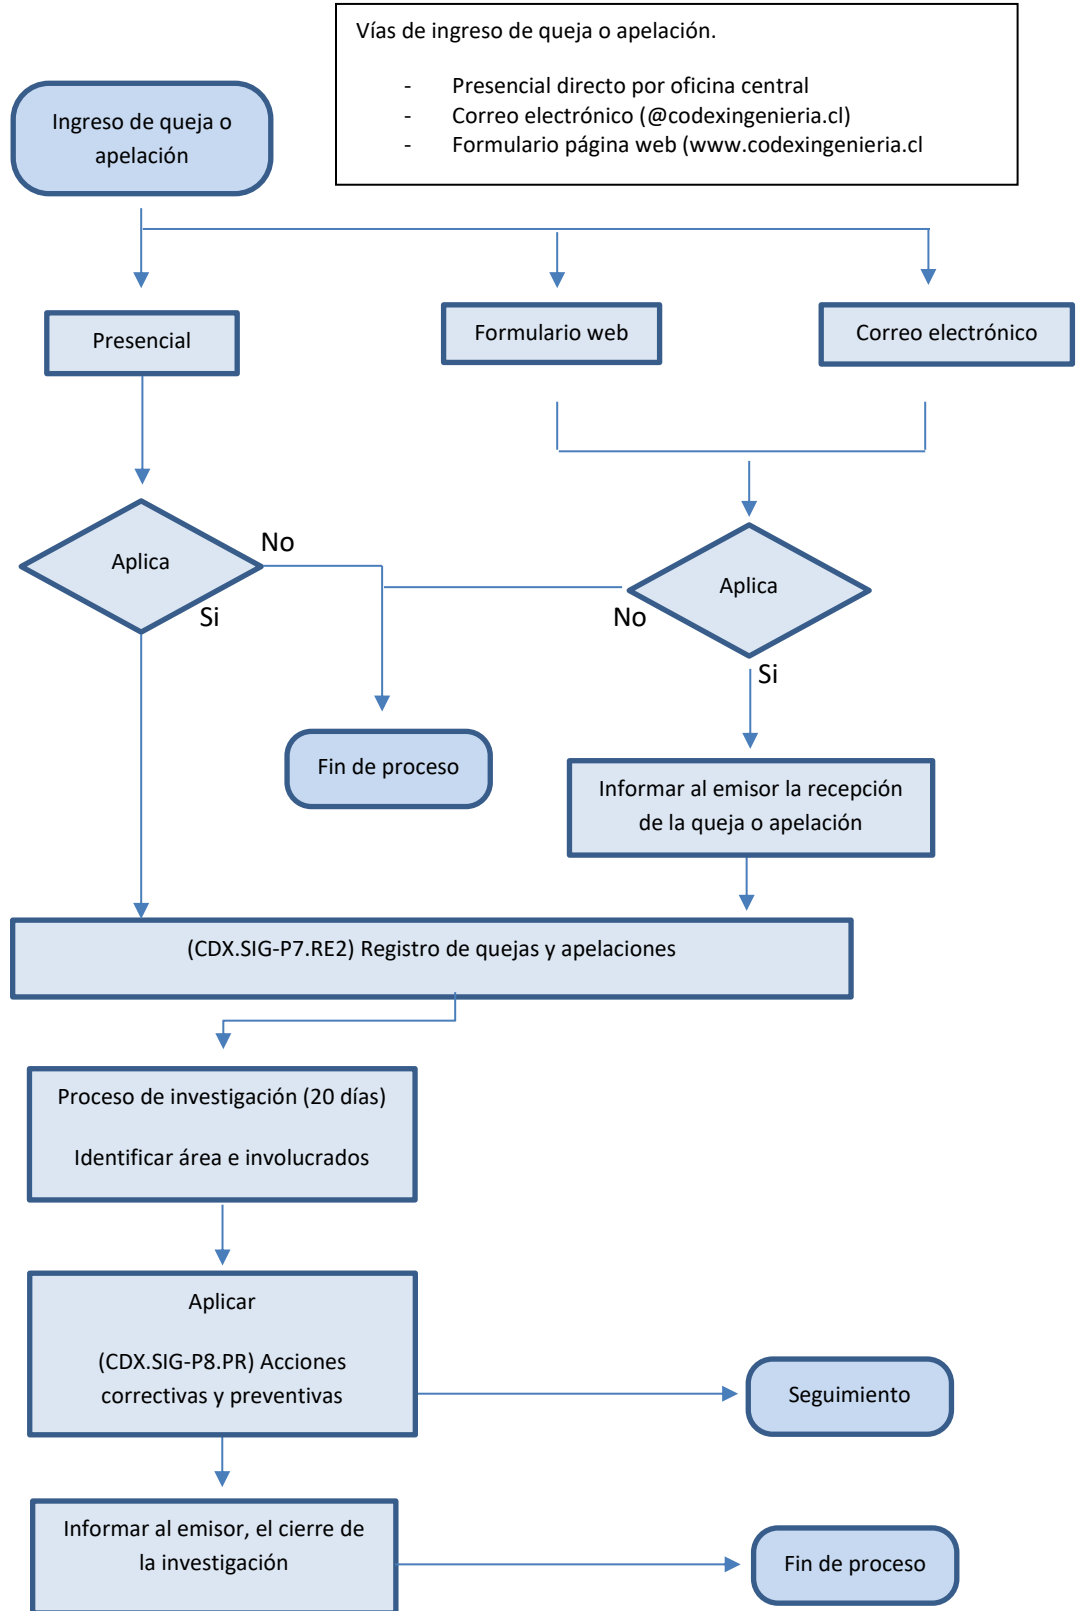 Vías de ingreso de queja o apelación.
- Presencial directo por oficina central
- Correo electrónico (@codexingenieria.cl)
- Formulario página web (www.codexingenieria.cl
Ingreso de queja o
apelación
Presencial
Formulario web
Correo electrónico
Aplica
No
Si
Aplica
No
Si
Fin de proceso
Informar al emisor la recepción
de la queja o apelación
(CDX.SIG-P7.RE2) Registro de quejas y apelaciones
Proceso de investigación (20 días)
Identificar área e involucrados
Aplicar
(CDX.SIG-P8.PR) Acciones
correctivas y preventivas
Seguimiento
Informar al emisor, el cierre de
la investigación
Fin de proceso